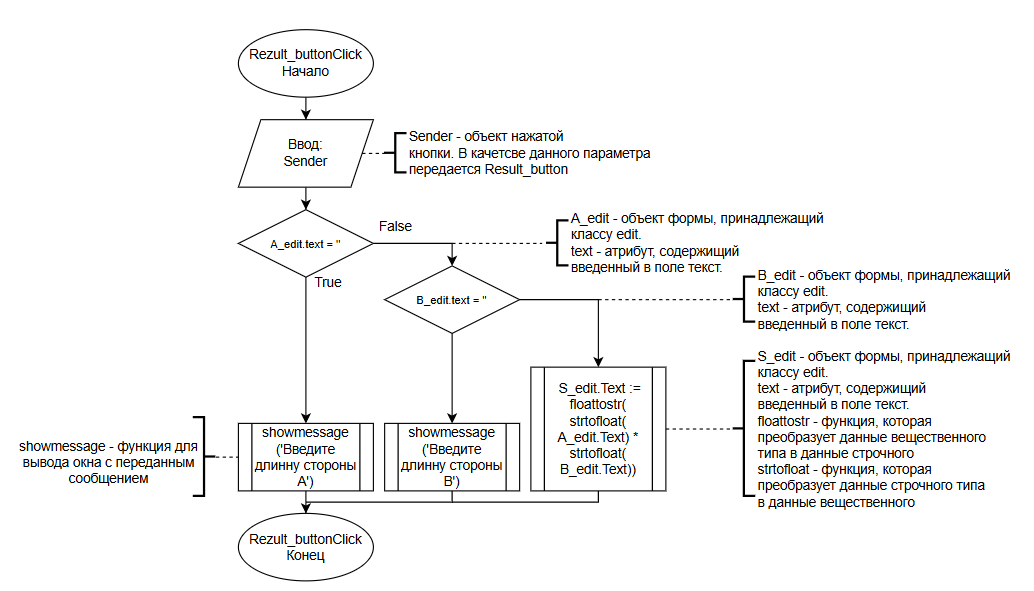 Rezult_buttonClick
Начало
Ввод:
Sender
Sender - объект нажатой
кнопки. В качетсве данного параметра
передается Result_button
A_edit.text = ''
False
True
A_edit - объект формы, принадлежащий
классу edit.
text - атрибут, содержищий
введенный в поле текст.
B_edit.text = ''
B_edit - объект формы, принадлежащий
классу edit.
text - атрибут, содержищий
введенный в поле текст.
S_edit.Text :=
floattostr(
strtofloat(
A_edit.Text) *
strtofloat(
B_edit.Text))
S_edit - объект формы, принадлежащий
классу edit.
text - атрибут, содержищий
введенный в поле текст.
floattostr - функция, которая
преобразует данные вещественного
типа в данные строчного
strtofloat - функция, которая
преобразует данные строчного типа
в данные вещественного
showmessage - функция для
вывода окна с переданным
сообщением
showmessage
('Введите
длинну стороны
A')
showmessage
('Введите
длинну стороны
B')
Rezult_buttonClick
Конец